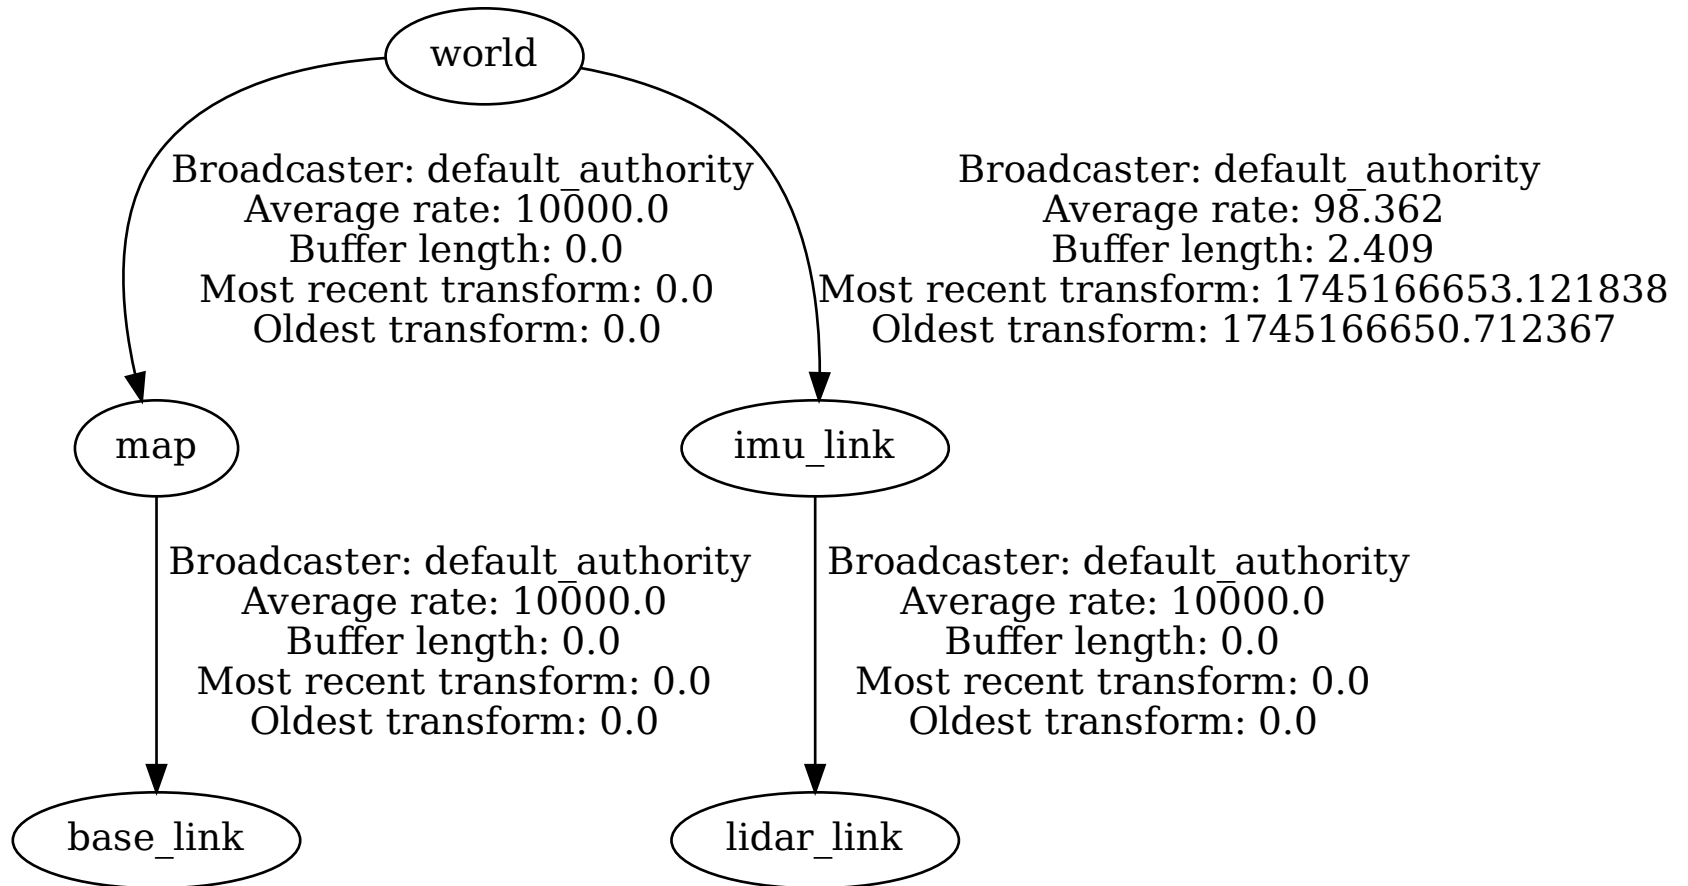 world
Broadcaster: default_authority
Average rate: 10000.0
Buffer length: 0.0
Most recent transform: 0.0
Oldest transform: 0.0
Broadcaster: default_authority
Average rate: 98.362
Buffer length: 2.409
Most recent transform: 1745166653.121838
Oldest transform: 1745166650.712367
map
imu_link
Broadcaster: default_authority
Average rate: 10000.0
Buffer length: 0.0
Most recent transform: 0.0
Oldest transform: 0.0
Broadcaster: default_authority
Average rate: 10000.0
Buffer length: 0.0
Most recent transform: 0.0
Oldest transform: 0.0
base_link
lidar_link